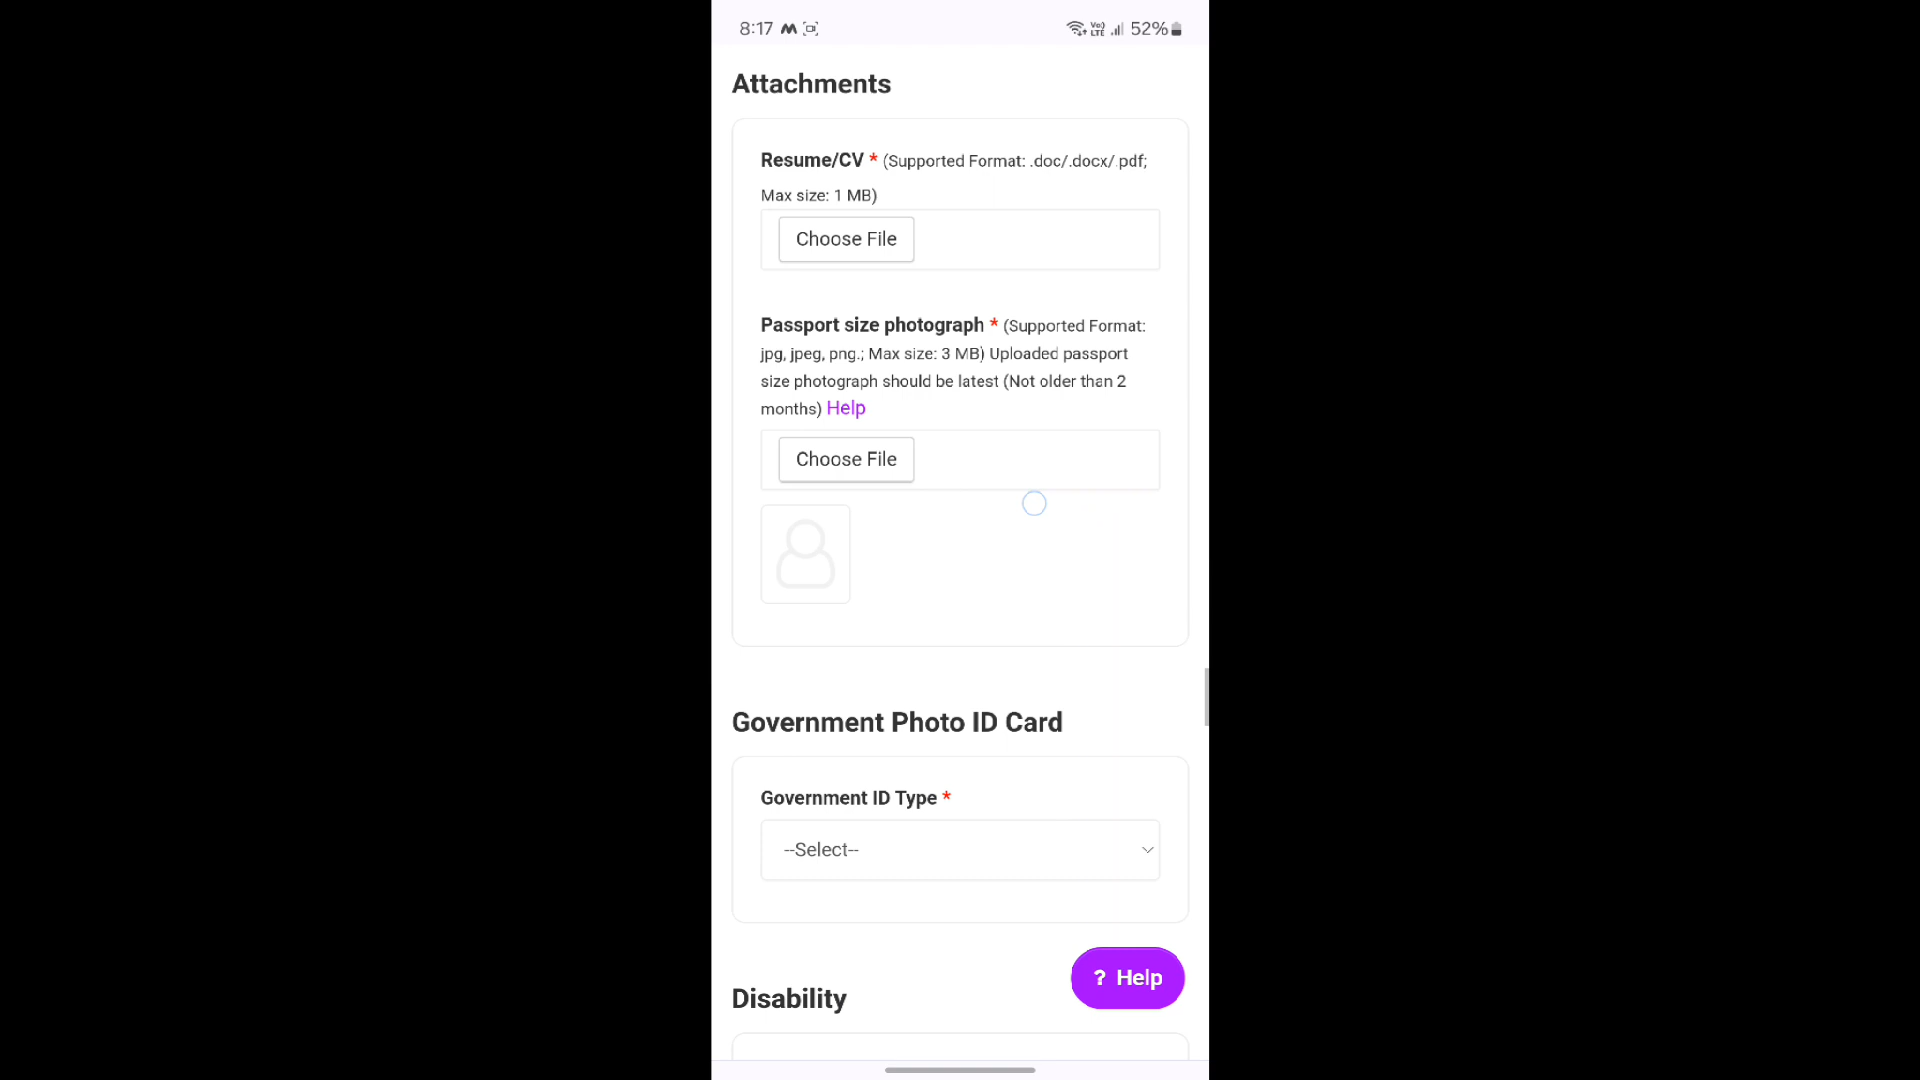 8:17 52%
Attachments
Resume/CV * (Supported Format: .doc/.docx/.pdf;
Max size: 1 MB)
Choose File
Passport size photograph * (Supported Format:
jpg, jpeg, png.; Max size: 3 MB) Uploaded passport
size photograph should be latest (Not older than 2
months) Help
Choose File
Government Photo ID Card
Government ID Type *
--Select--
? Help
Disability